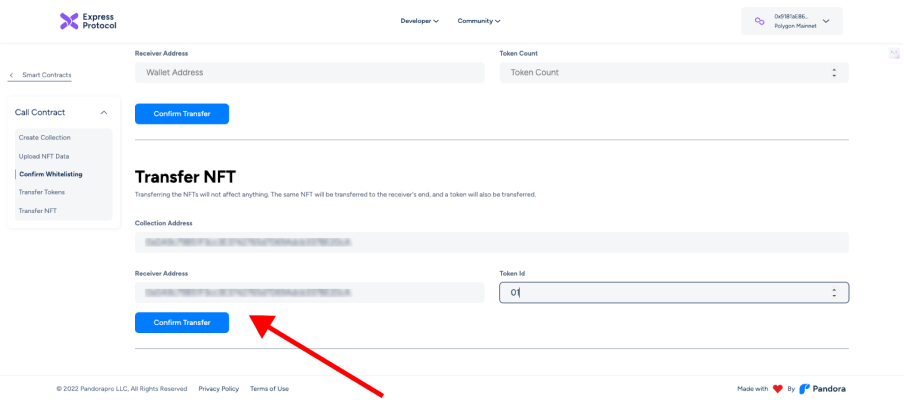 Express
Protocol
Developer
Community
0x9181aE86...
Polygon Mainnet
Receiver Address
Token Count
Wallet Address
Token Count
Smart Contracts
Confirm Transfer
Call Contract
Create Collection
Upload NFT Data
Confirm Whitelisting
Transfer Tokens
Transfer NFT
Transfer NFT
Transferring the NFTs will not affect anything. The same NFT will be transferred to the receiver's end, and a token will also be transferred.
Collection Address
Receiver Address
Token Id
01
Confirm Transfer
© 2022 Pandorapro LLC, All Rights Reserved Privacy Policy Terms of Use
Made with ❤ By Pandora